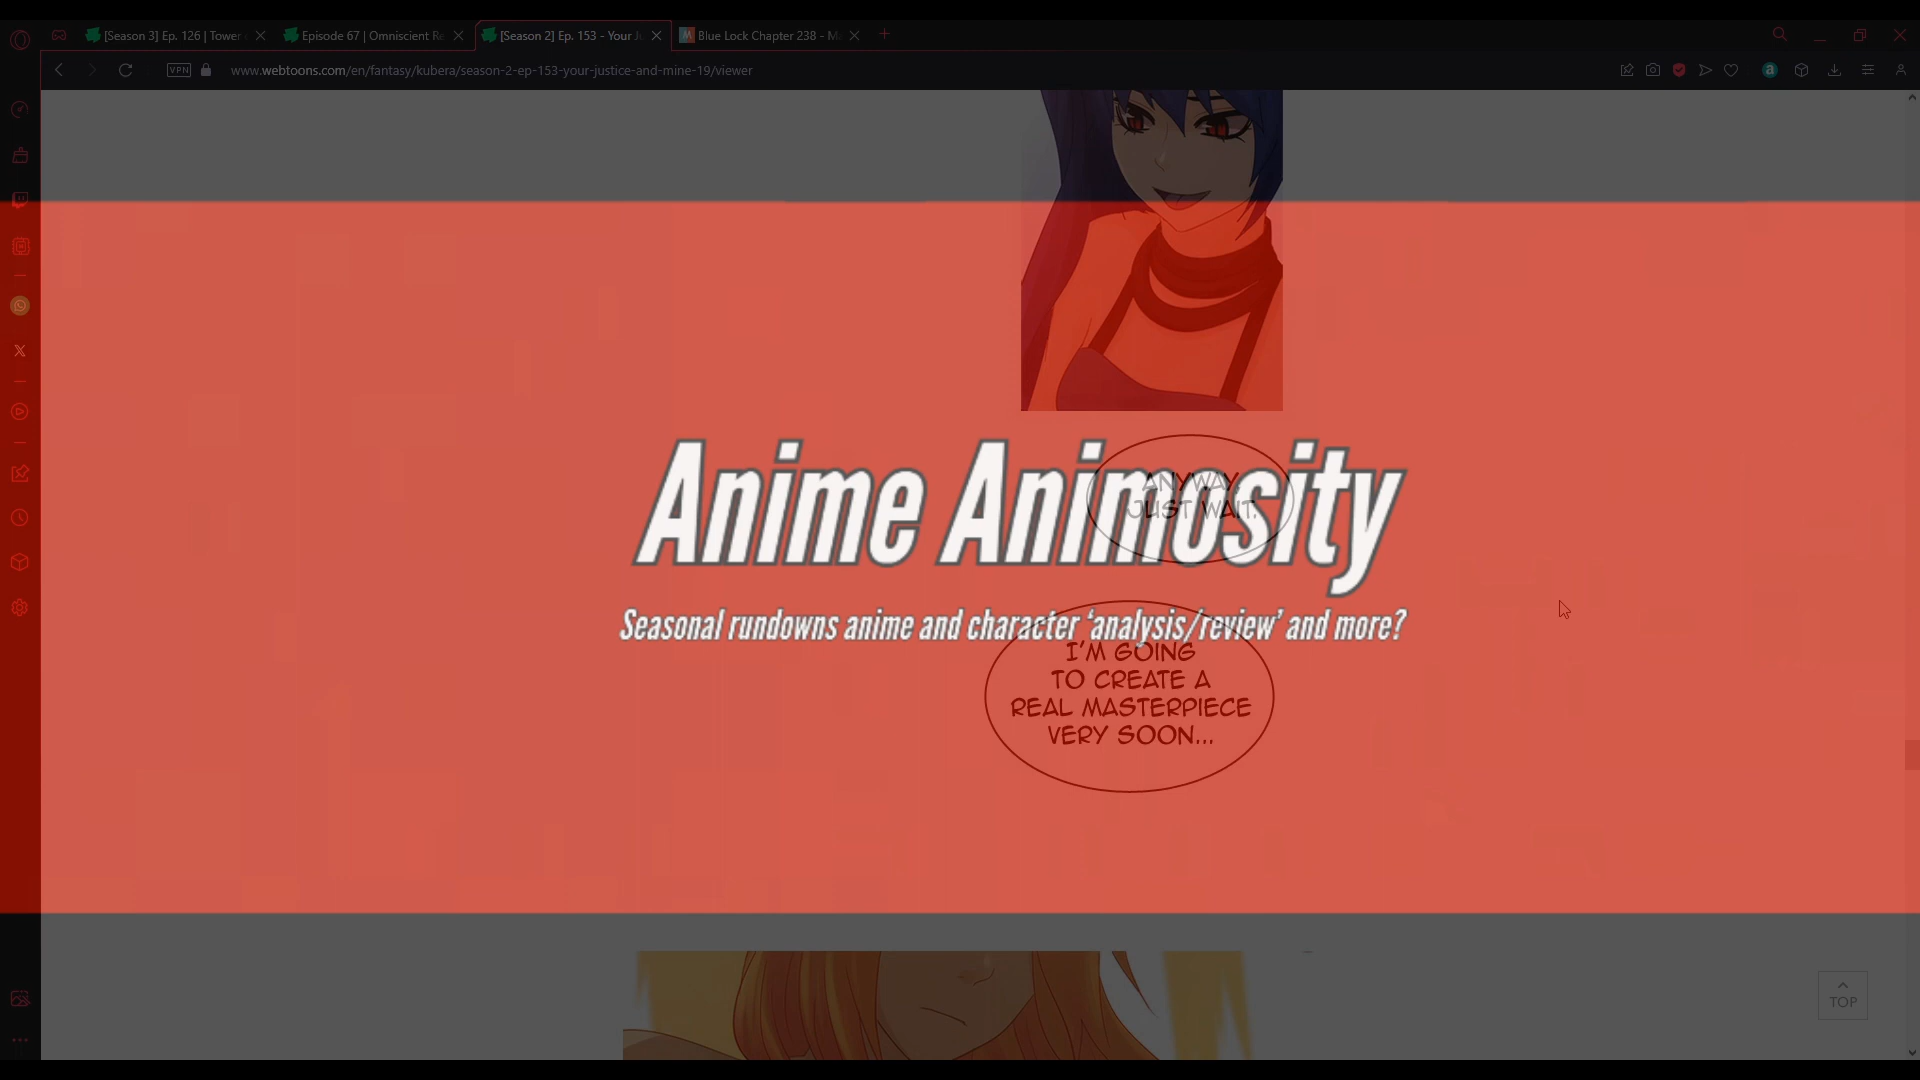 [Season 3] Ep. 126 | Tower
Episode 67 | Omniscient Re
[Season 2] Ep. 153 - Your Ju
Blue Lock Chapter 238 - M
VPN
www.webtoons.com/en/fantasy/kubera/season-2-ep-153-your-justice-and-mine-19/viewer
ANYWAY,
JUST WAIT.
Anime Animosity
Seasonal rundowns anime and character ‘analysis/review’ and more?
I'M GOING
TO CREATE A
REAL MASTERPIECE
VERY SOON...
TOP